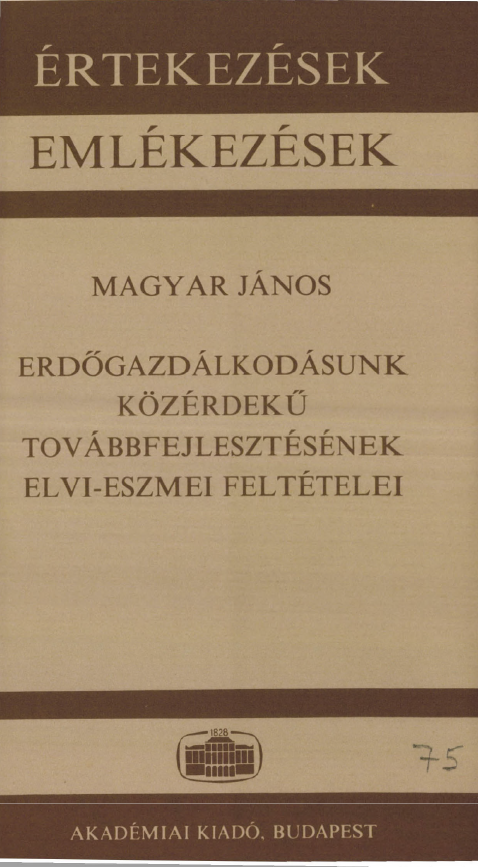 ÉRTEKEZÉSEK
EMLÉKEZÉSEK
MAGYAR JÁNOS
ERDŐGAZDÁLKODÁSUNK
KÖZÉRDEKŰ
TOVÁBBFEJLESZTÉSÉNEK
ELVI-ESZMEI FELTÉTELEI
1828
75
AKADÉMIAI KIADÓ, BUDAPEST